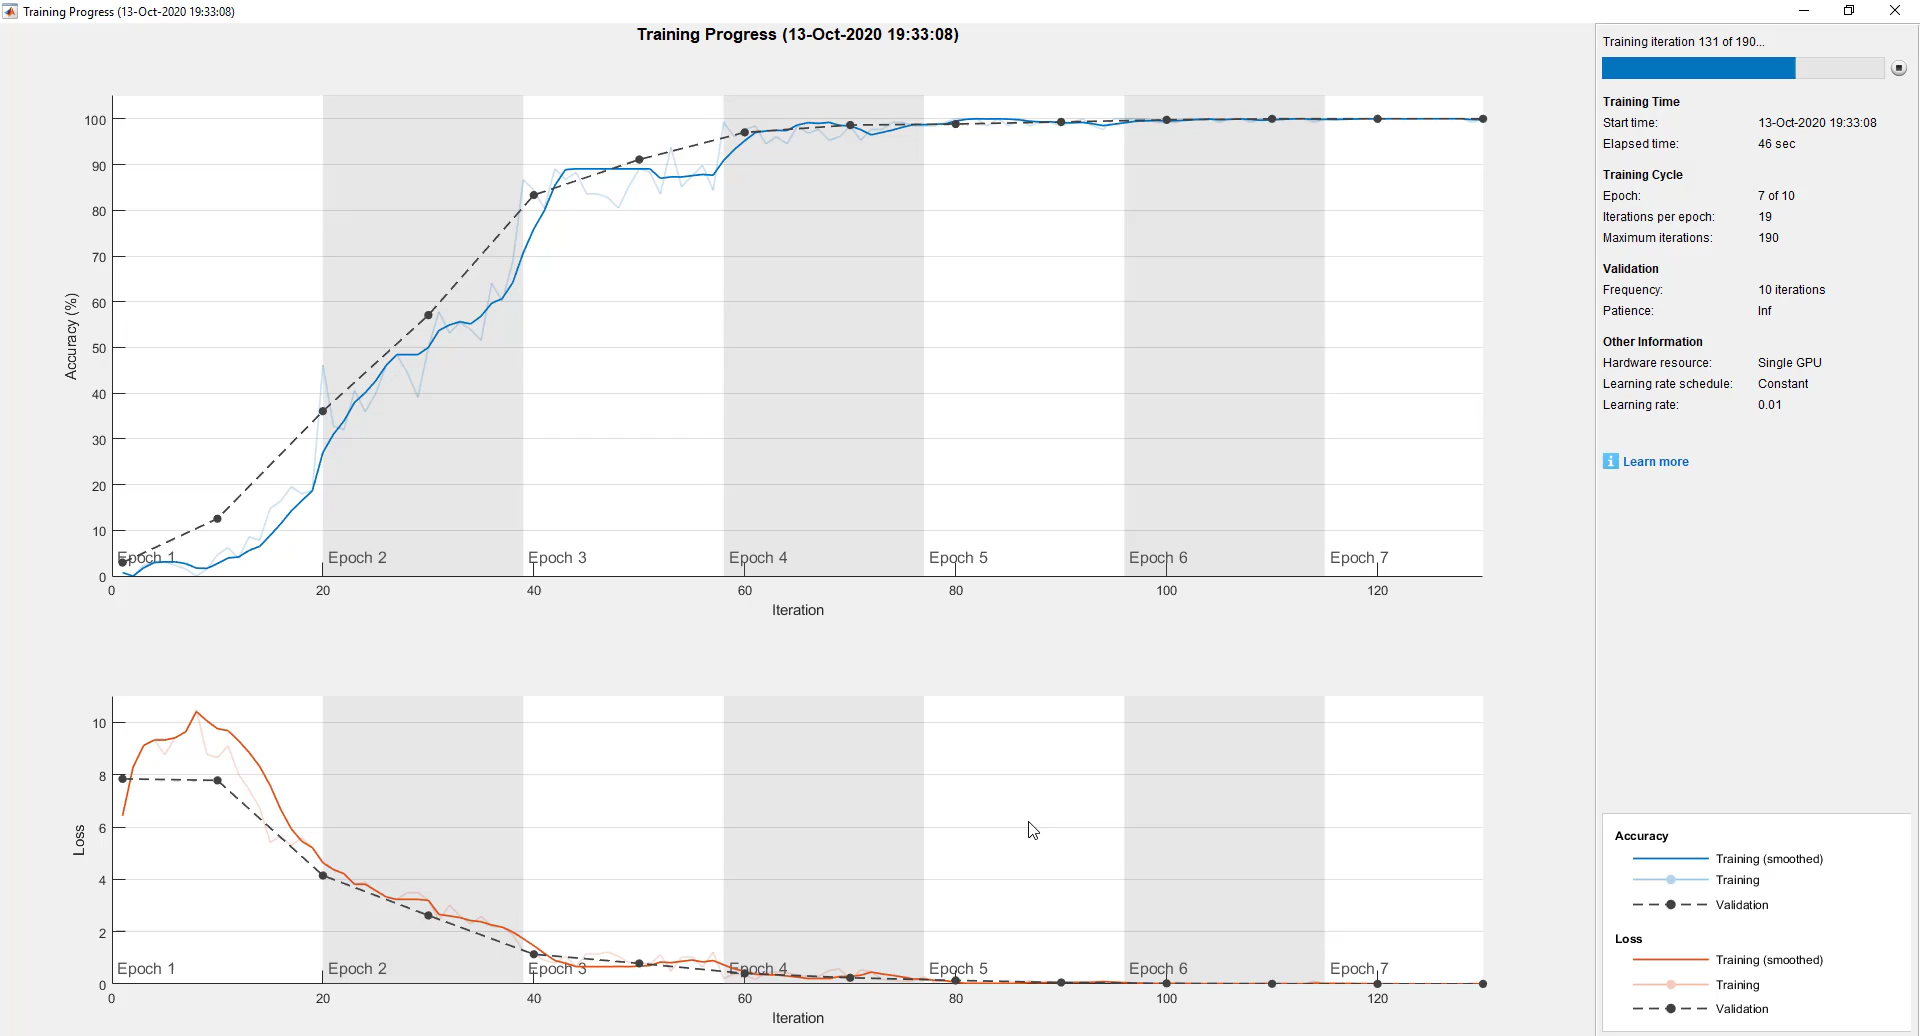 Training Progress (13-Oct-2020 19:33:08)
Training Progress (13-Oct-2020 19:33:08)
100
90
80
70
60
50
40
30
20
10
0
Accuracy (%)
Epoch 1
Epoch 2
Epoch 3
Epoch 4
Epoch 5
Epoch 6
Epoch 7
0
20
40
60
80
100
120
Iteration
10
8
6
4
2
0
Loss
Epoch 1
Epoch 2
Epoch 3
Epoch 4
Epoch 5
Epoch 6
Epoch 7
0
20
40
60
80
100
120
Iteration
Training iteration 131 of 190...
Training Time
Start time: 13-Oct-2020 19:33:08
Elapsed time: 46 sec
Training Cycle
Epoch: 7 of 10
Iterations per epoch: 19
Maximum iterations: 190
Validation
Frequency: 10 iterations
Patience: Inf
Other Information
Hardware resource: Single GPU
Learning rate schedule: Constant
Learning rate: 0.01
i Learn more
Accuracy
Training (smoothed)
Training
Validation
Loss
Training (smoothed)
Training
Validation